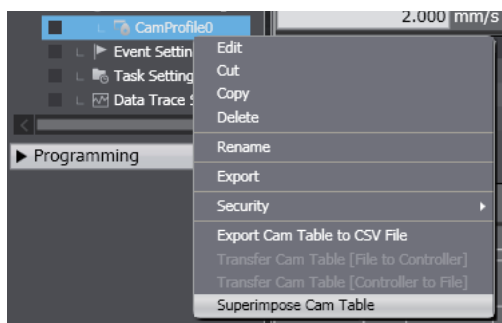 2.000 mm/s
CamProfile0
Event Settin
Task Setting
Data Trace S
Programming
Edit
Cut
Copy
Delete
Rename
Export
Security
Export Cam Table to CSV File
Transfer Cam Table [File to Controller]
Transfer Cam Table [Controller to File]
Superimpose Cam Table